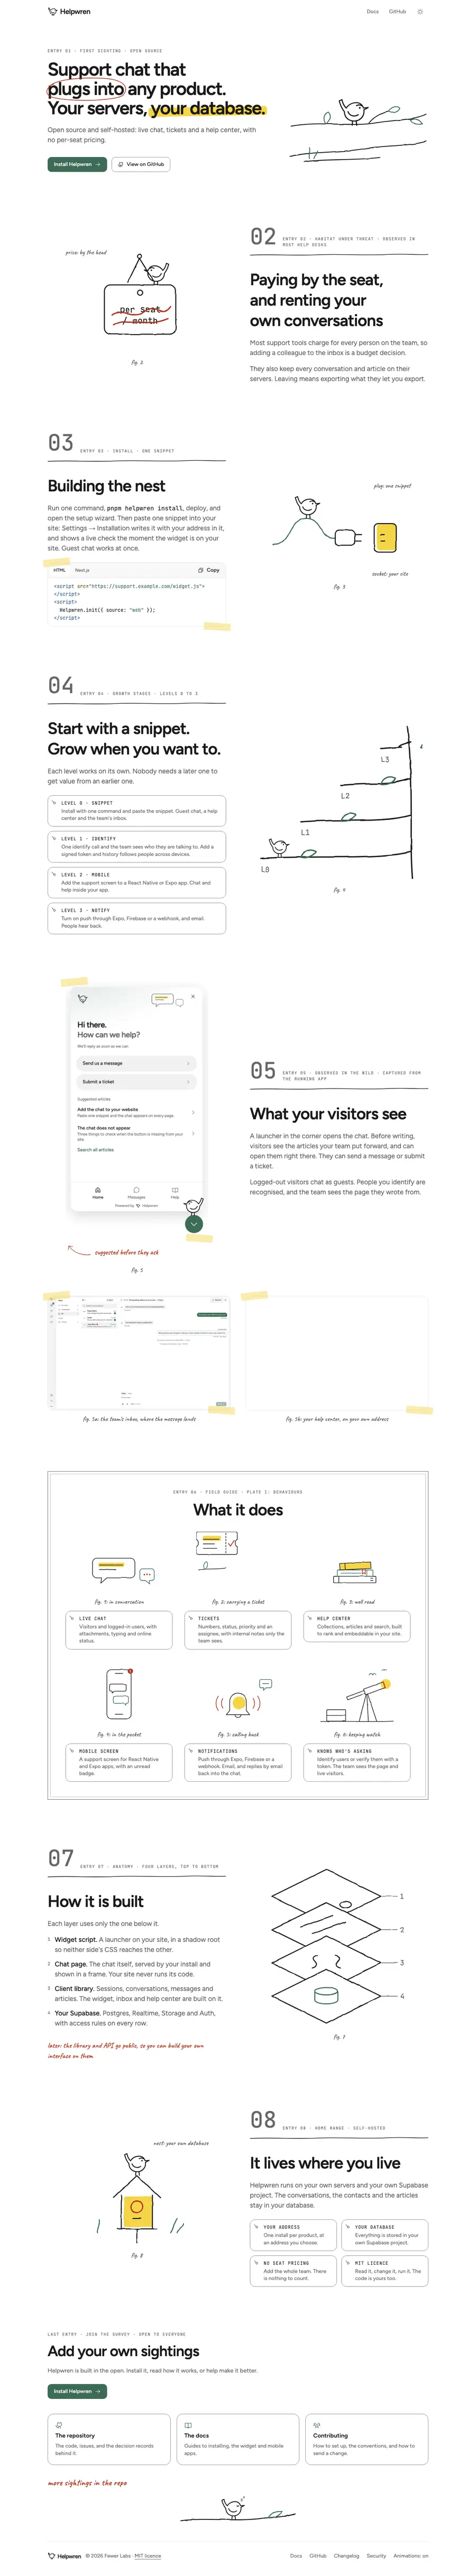 Helpwren
Docs GitHub
ENTRY 01 · FIRST SIGHTING · OPEN SOURCE
Support chat that
plugs into any product.
Your servers, your database.
Open source and self-hosted: live chat, tickets and a help center, with
no per-seat pricing.
Install Helpwren → View on GitHub
02 ENTRY 02 · HABITAT UNDER THREAT · OBSERVED IN
MOST HELP DESKS
price: by the head
per seat
/ month
fig. 2
Paying by the seat,
and renting your
own conversations
Most support tools charge for every person on the team, so
adding a colleague to the inbox is a budget decision.
They also keep every conversation and article on their
servers. Leaving means exporting what they let you export.
03 ENTRY 03 · INSTALL · ONE SNIPPET
Building the nest
Run one command, pnpm helpwren install, deploy, and
open the setup wizard. Then paste one snippet into your
site: Settings → Installation writes it with your address in it,
and shows a live check the moment the widget is on your
site. Guest chat works at once.
HTML Next.js Copy
<script src="https://support.example.com/widget.js">
</script>
<script>
Helpwren.init({ source: "web" });
</script>
plug: one snippet
socket: your site
fig. 3
04 ENTRY 04 · GROWTH STAGES · LEVELS 0 TO 3
Start with a snippet.
Grow when you want to.
Each level works on its own. Nobody needs a later one to
get value from an earlier one.
LEVEL 0 · SNIPPET
Install with one command and paste the snippet. Guest chat, a help
center and the team's inbox.
LEVEL 1 · IDENTIFY
One identify call and the team sees who they are talking to. Add a
signed token and history follows people across devices.
LEVEL 2 · MOBILE
Add the support screen to a React Native or Expo app. Chat and
help inside your app.
LEVEL 3 · NOTIFY
Turn on push through Expo, Firebase or a webhook, and email.
People hear back.
L3
L2
L1
L0
fig. 4
Hi there.
How can we help?
We'll reply as soon as we can.
Send us a message
Submit a ticket
Suggested articles
Add the chat to your website
Paste one snippet and the chat appears on every page.
The chat does not appear
Three things to check when the button is missing from your
site.
Search all articles
Home Messages Help
Powered by Helpwren
suggested before they ask
fig. 5
05 ENTRY 05 · OBSERVED IN THE WILD · CAPTURED FROM
THE RUNNING APP
What your visitors see
A launcher in the corner opens the chat. Before writing,
visitors see the articles your team put forward, and can
open them right there. They can send a message or submit
a ticket.
Logged-out visitors chat as guests. People you identify are
recognised, and the team sees the page they wrote from.
fig. 5a: the team's inbox, where the message lands
fig. 5b: your help center, on your own address
ENTRY 06 · FIELD GUIDE · PLATE I: BEHAVIOURS
What it does
fig. 1: in conversation
fig. 2: carrying a ticket
fig. 3: well read
LIVE CHAT
Visitors and logged-in users, with
attachments, typing and online
status.
TICKETS
Numbers, status, priority and an
assignee, with internal notes only the
team sees.
HELP CENTER
Collections, articles and search, built
to rank and embeddable in your site.
fig. 4: in the pocket
fig. 5: calling back
fig. 6: keeping watch
MOBILE SCREEN
A support screen for React Native
and Expo apps, with an unread
badge.
NOTIFICATIONS
Push through Expo, Firebase or a
webhook. Email, and replies by email
back into the chat.
KNOWS WHO'S ASKING
Identify users or verify them with a
token. The team sees the page and
live visitors.
07 ENTRY 07 · ANATOMY · FOUR LAYERS, TOP TO BOTTOM
How it is built
Each layer uses only the one below it.
1 Widget script. A launcher on your site, in a shadow root
so neither side's CSS reaches the other.
2 Chat page. The chat itself, served by your install and
shown in a frame. Your site never runs its code.
3 Client library. Sessions, conversations, messages and
articles. The widget, inbox and help center are built on it.
4 Your Supabase. Postgres, Realtime, Storage and Auth,
with access rules on every row.
later: the library and API go public, so you can build your own
interface on them.
1
2
3
4
fig. 7
nest: your own database
fig. 8
08 ENTRY 08 · HOME RANGE · SELF-HOSTED
It lives where you live
Helpwren runs on your own servers and your own Supabase
project. The conversations, the contacts and the articles
stay in your database.
YOUR ADDRESS
One install per product, at
an address you choose.
YOUR DATABASE
Everything is stored in your
own Supabase project.
NO SEAT PRICING
Add the whole team. There
is nothing to count.
MIT LICENCE
Read it, change it, run it. The
code is yours too.
LAST ENTRY · JOIN THE SURVEY · OPEN TO EVERYONE
Add your own sightings
Helpwren is built in the open. Install it, read how it works, or help make it better.
Install Helpwren →
The repository
The code, issues, and the decision records
behind it.
The docs
Guides to installing, the widget and mobile
apps.
Contributing
How to set up, the conventions, and how to
send a change.
more sightings in the repo
Helpwren © 2026 Fewer Labs · MIT licence
Docs GitHub Changelog Security Animations: on